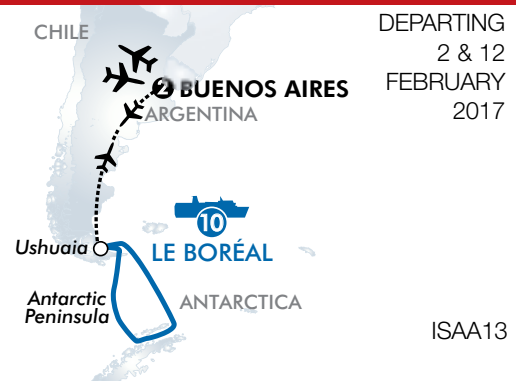 CHILE
DEPARTING
2 & 12
FEBRUARY
2017
2 BUENOS AIRES
ARGENTINA
10
Ushuaia
LE BORÉAL
Antarctic
Peninsula
ANTARCTICA
ISAA13